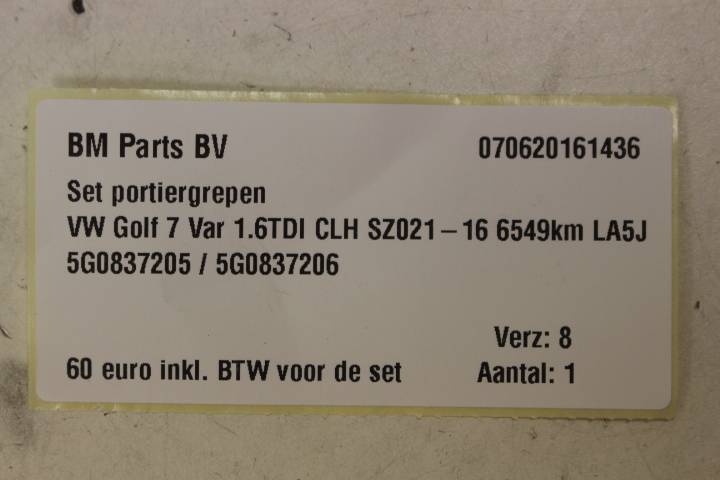 BM Parts BV 070620161436
Set portiergrepen
VW Golf 7 Var 1.6TDI CLH SZ021-16 6549km LA5J
5G0837205 / 5G0837206
Verz: 8
60 euro inkl. BTW voor de set Aantal: 1